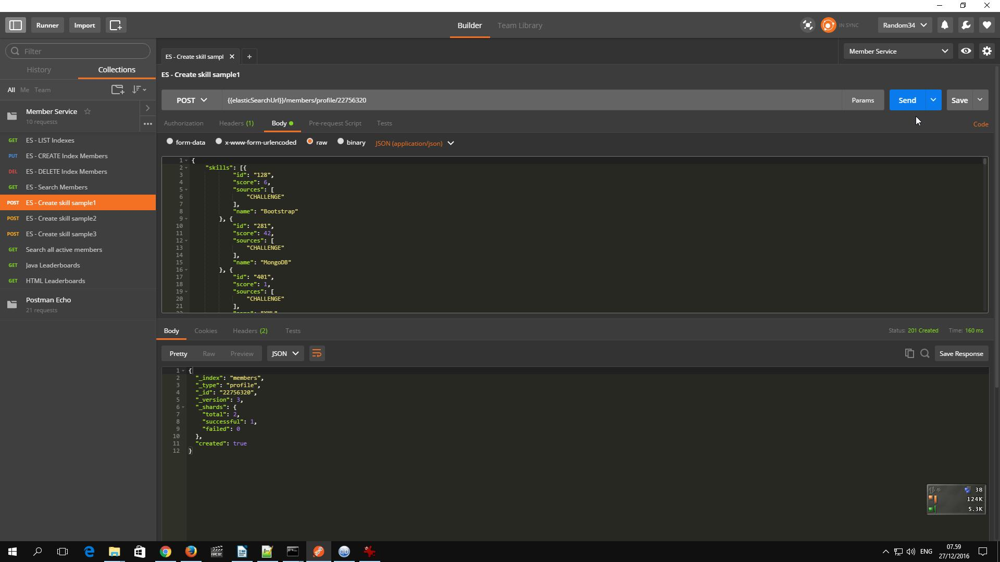 Runner
Import
Builder
Team Library
IN SYNC
Random34
Filter
History
Collections
All Me Team
Member Service
10 requests
GET ES - LIST Indexes
PUT ES - CREATE Index Members
DEL ES - DELETE Index Members
GET ES - Search Members
POST ES - Create skill sample1
POST ES - Create skill sample2
POST ES - Create skill sample3
GET Search all active members
GET Java Leaderboards
GET HTML Leaderboards
Postman Echo
21 requests
ES - Create skill sampl
+
Member Service
ES - Create skill sample1
POST {{elasticSearchUrl}}/members/profile/22756320 Params Send Save
Authorization Headers (1) Body Pre-request Script Tests Code
form-data x-www-form-urlencoded raw binary JSON (application/json)
1 {
2 "skills": [{
3 "id": "128",
4 "score": 6,
5 "sources": [
6 "CHALLENGE"
7 ],
8 "name": "Bootstrap"
9 }, {
10 "id": "281",
11 "score": 42,
12 "sources": [
13 "CHALLENGE"
14 ],
15 "name": "MongoDB"
16 }, {
17 "id": "401",
18 "score": 1,
19 "sources": [
20 "CHALLENGE"
21 ],
22 "name": "XML"
Body Cookies Headers (2) Tests Status: 201 Created Time: 160 ms
Pretty Raw Preview JSON Save Response
1 {
2 "_index": "members",
3 "_type": "profile",
4 "_id": "22756320",
5 "_version": 3,
6 "_shards": {
7 "total": 2,
8 "successful": 1,
9 "failed": 0
10 },
11 "created": true
12 }
38
124K
5.3K
ENG
07.59
27/12/2016